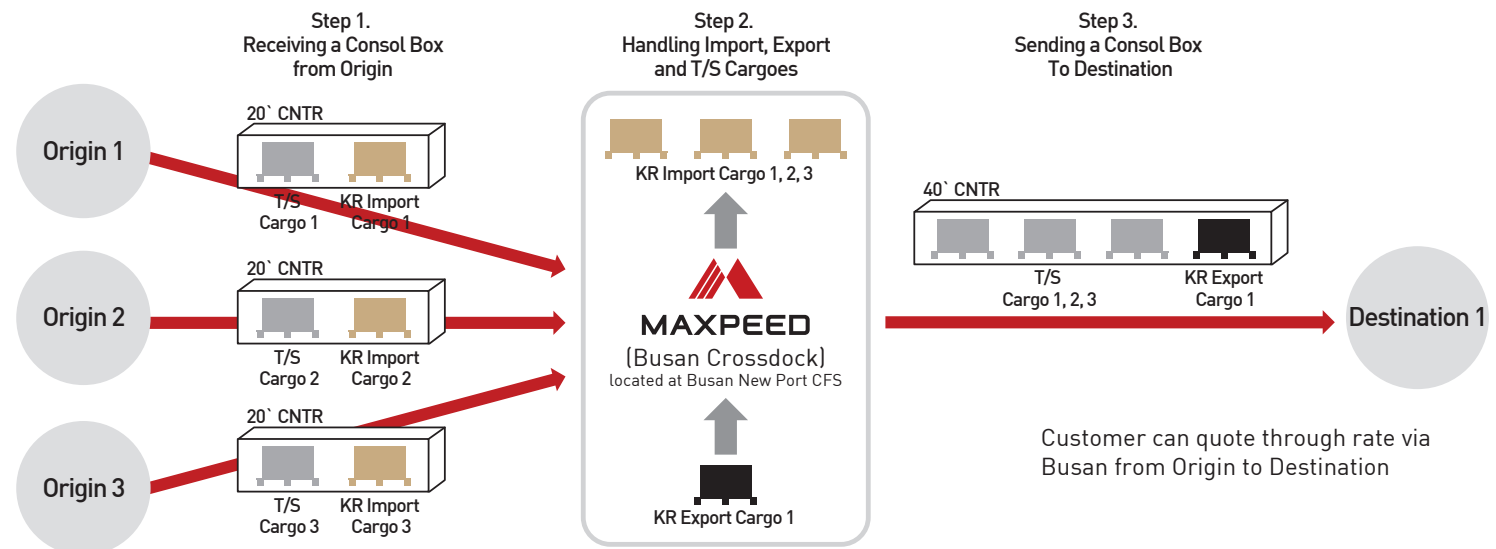 Step 1.
Receiving a Consol Box
from Origin
Step 2.
Handling Import, Export
and T/S Cargoes
Step 3.
Sending a Consol Box
To Destination
Origin 1
20` CNTR
T/S
Cargo 1
KR Import
Cargo 1
Origin 2
20` CNTR
T/S
Cargo 2
KR Import
Cargo 2
Origin 3
20` CNTR
T/S
Cargo 3
KR Import
Cargo 3
KR Import Cargo 1, 2, 3
MAXPEED
(Busan Crossdock)
located at Busan New Port CFS
KR Export Cargo 1
40` CNTR
T/S
Cargo 1, 2, 3
KR Export
Cargo 1
Destination 1
Customer can quote through rate via
Busan from Origin to Destination